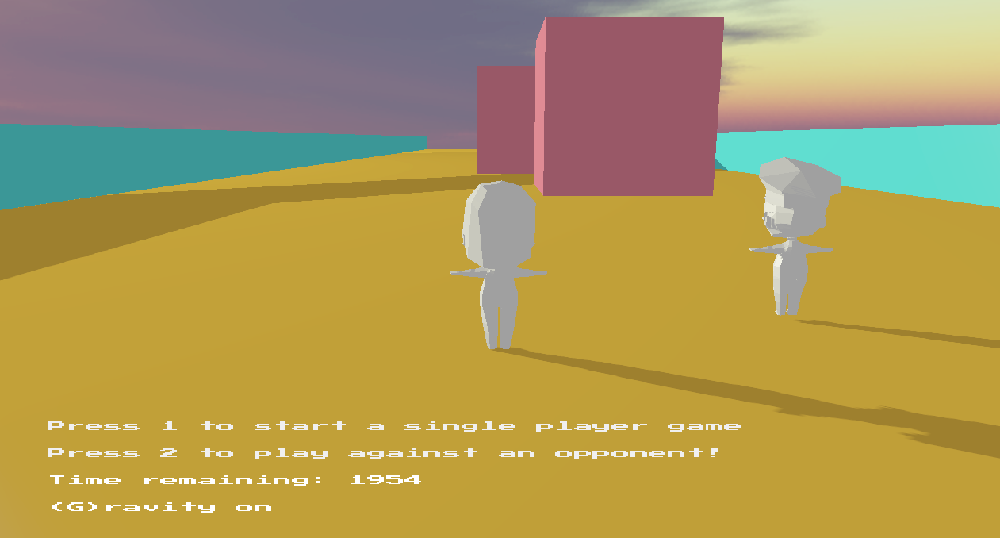 Press 1 to start a single player game
Press 2 to play against an opponent!
Time remaining: 1954
(G)ravity on